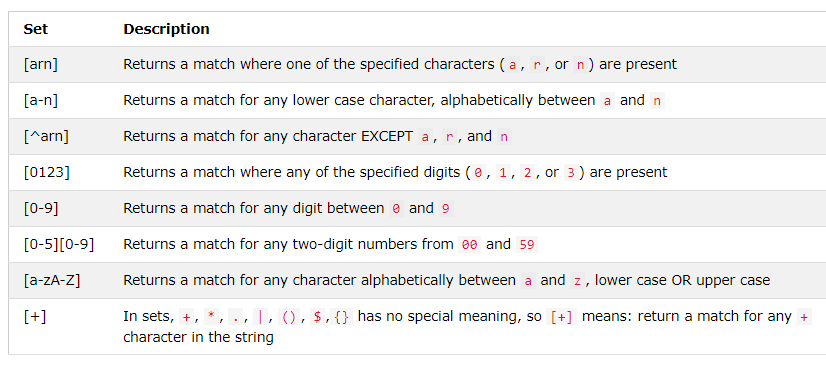 Set Description
[arn] Returns a match where one of the specified characters ( a , r , or n ) are present
[a-n] Returns a match for any lower case character, alphabetically between a and n
[^arn] Returns a match for any character EXCEPT a , r , and n
[0123] Returns a match where any of the specified digits ( 0 , 1 , 2 , or 3 ) are present
[0-9] Returns a match for any digit between 0 and 9
[0-5][0-9] Returns a match for any two-digit numbers from 00 and 59
[a-zA-Z] Returns a match for any character alphabetically between a and z , lower case OR upper case
[+] In sets, + , * , . , | , () , $ , {} has no special meaning, so [+] means: return a match for any +
character in the string